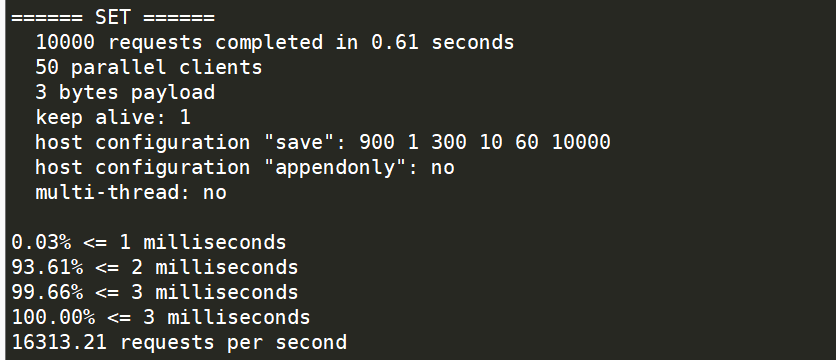 ====== SET ======
10000 requests completed in 0.61 seconds
50 parallel clients
3 bytes payload
keep alive: 1
host configuration "save": 900 1 300 10 60 10000
host configuration "appendonly": no
multi-thread: no
0.03% <= 1 milliseconds
93.61% <= 2 milliseconds
99.66% <= 3 milliseconds
100.00% <= 3 milliseconds
16313.21 requests per second